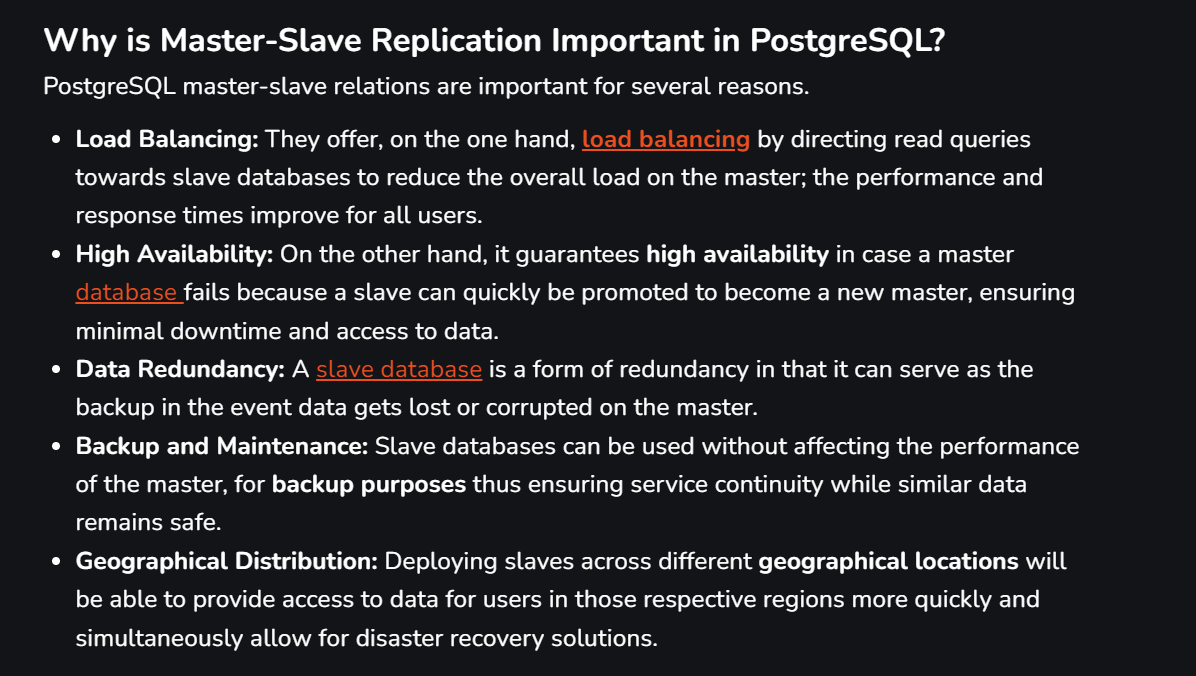 Why is Master-Slave Replication Important in PostgreSQL?
PostgreSQL master-slave relations are important for several reasons.
• Load Balancing: They offer, on the one hand, load balancing by directing read queries
towards slave databases to reduce the overall load on the master; the performance and
response times improve for all users.
• High Availability: On the other hand, it guarantees high availability in case a master
database fails because a slave can quickly be promoted to become a new master, ensuring
minimal downtime and access to data.
• Data Redundancy: A slave database is a form of redundancy in that it can serve as the
backup in the event data gets lost or corrupted on the master.
• Backup and Maintenance: Slave databases can be used without affecting the performance
of the master, for backup purposes thus ensuring service continuity while similar data
remains safe.
• Geographical Distribution: Deploying slaves across different geographical locations will
be able to provide access to data for users in those respective regions more quickly and
simultaneously allow for disaster recovery solutions.